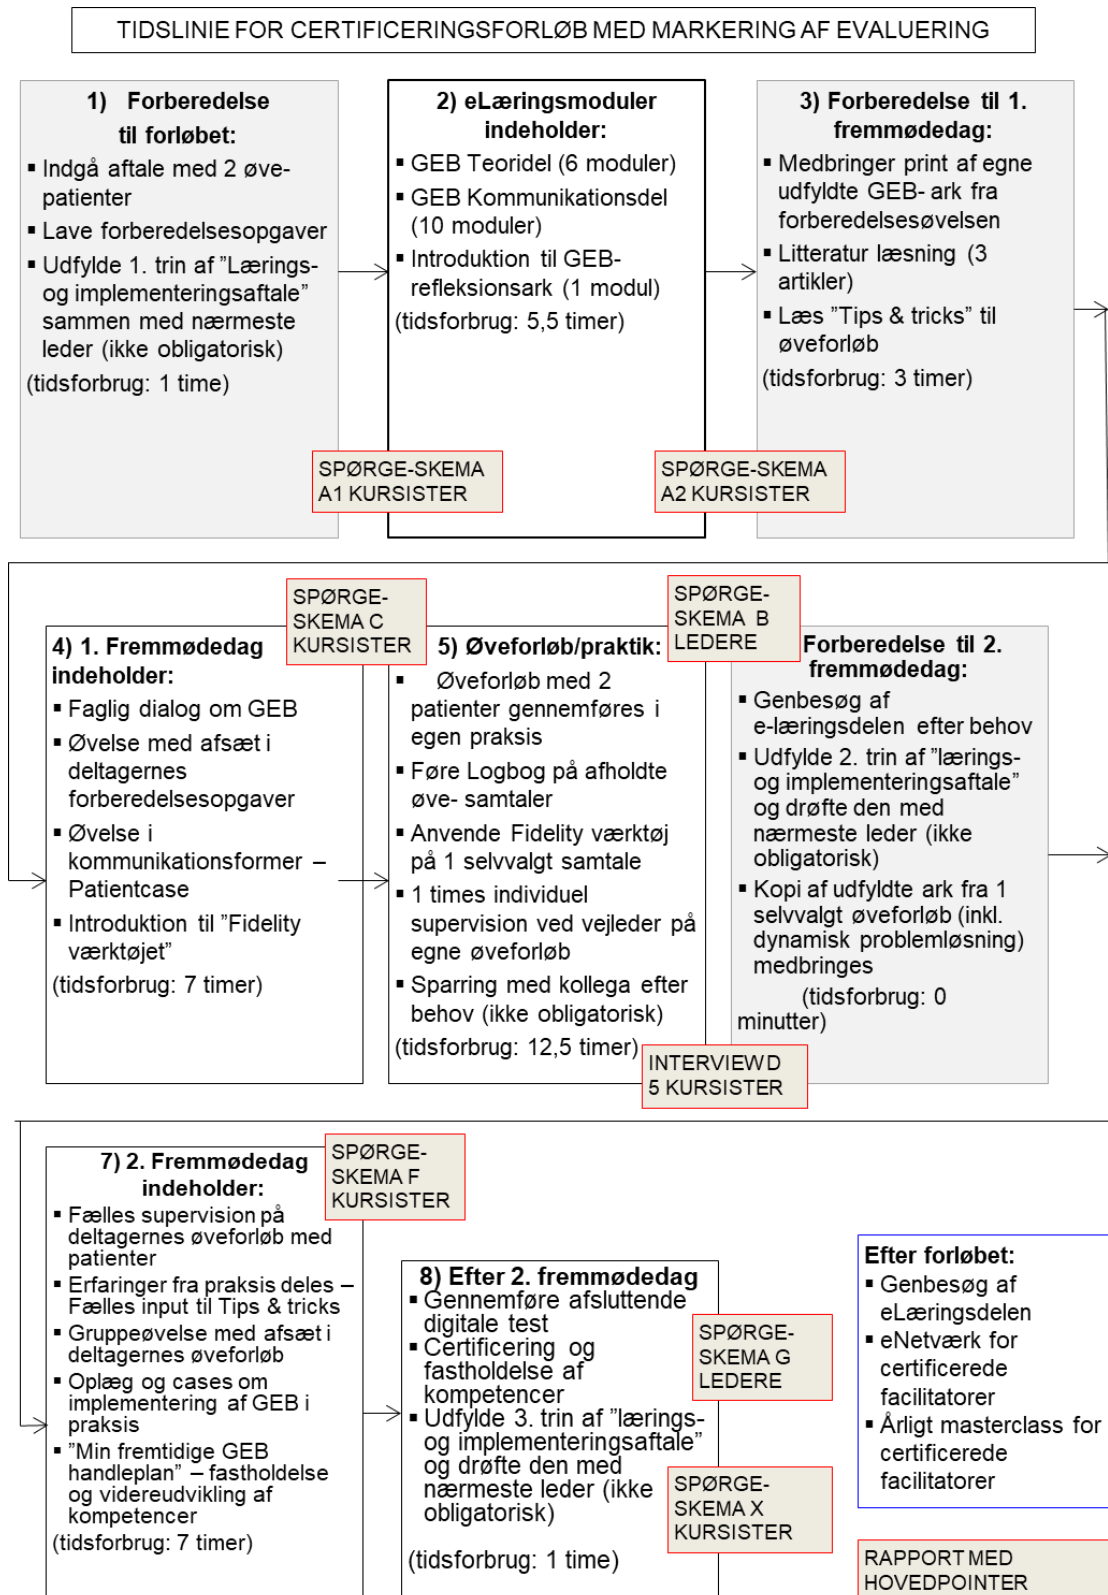 TIDSLINIE FOR CERTIFICERINGSFORLØB MED MARKERING AF EVALUERING
1) Forberedelse
til forløbet:
▪ Indgå aftale med 2 øve-
patienter
▪ Lave forberedelsesopgaver
▪ Udfylde 1. trin af ”Lærings-
og implementeringsaftale”
sammen med nærmeste
leder (ikke obligatorisk)
(tidsforbrug: 1 time)
2) eLæringsmoduler
indeholder:
▪ GEB Teoridel (6 moduler)
▪ GEB Kommunikationsdel
(10 moduler)
▪ Introduktion til GEB-
refleksionsark (1 modul)
(tidsforbrug: 5,5 timer)
3) Forberedelse til 1.
fremmødedag:
▪ Medbringer print af egne
udfyldte GEB- ark fra
forberedelsesøvelsen
▪ Litteratur læsning (3
artikler)
▪ Læs ”Tips & tricks” til
øveforløb
(tidsforbrug: 3 timer)
SPØRGE-SKEMA
A1 KURSISTER
SPØRGE-SKEMA
A2 KURSISTER
SPØRGE-
SKEMA C
KURSISTER
SPØRGE-
SKEMA B
LEDERE
4) 1. Fremmødedag
indeholder:
▪ Faglig dialog om GEB
▪ Øvelse med afsæt i
deltagernes
forberedelsesopgaver
▪ Øvelse i
kommunikationsformer –
Patientcase
▪ Introduktion til ”Fidelity
værktøjet”
(tidsforbrug: 7 timer)
5) Øveforløb/praktik:
▪ Øveforløb med 2
patienter gennemføres i
egen praksis
▪ Føre Logbog på afholdte
øve- samtaler
▪ Anvende Fidelity værktøj
på 1 selvvalgt samtale
▪ 1 times individuel
supervision ved vejleder på
egne øveforløb
▪ Sparring med kollega efter
behov (ikke obligatorisk)
(tidsforbrug: 12,5 timer)
Forberedelse til 2.
fremmødedag:
▪ Genbesøg af
e-læringsdelen efter behov
▪ Udfylde 2. trin af ”lærings-
og implementeringsaftale”
og drøfte den med
nærmeste leder (ikke
obligatorisk)
▪ Kopi af udfyldte ark fra 1
selvvalgt øveforløb (inkl.
dynamisk problemløsning)
medbringes
(tidsforbrug: 0
minutter)
INTERVIEW D
5 KURSISTER
SPØRGE-
SKEMA F
KURSISTER
7) 2. Fremmødedag
indeholder:
▪ Fælles supervision på
deltagernes øveforløb med
patienter
▪ Erfaringer fra praksis deles –
Fælles input til Tips & tricks
▪ Gruppeøvelse med afsæt i
deltagernes øveforløb
▪ Oplæg og cases om
implementering af GEB i
praksis
▪ ”Min fremtidige GEB
handleplan” – fastholdelse
og videreudvikling af
kompetencer
(tidsforbrug: 7 timer)
8) Efter 2. fremmødedag
▪ Gennemføre afsluttende
digitale test
▪ Certificering og
fastholdelse af
kompetencer
▪ Udfylde 3. trin af ”lærings-
og implementeringsaftale”
og drøfte den med
nærmeste leder (ikke
obligatorisk)
(tidsforbrug: 1 time)
SPØRGE-
SKEMA G
LEDERE
SPØRGE-
SKEMA X
KURSISTER
Efter forløbet:
▪ Genbesøg af
eLæringsdelen
▪ eNetværk for
certificerede
facilitatorer
▪ Årligt masterclass for
certificerede
facilitatorer
RAPPORT MED
HOVEDPOINTER